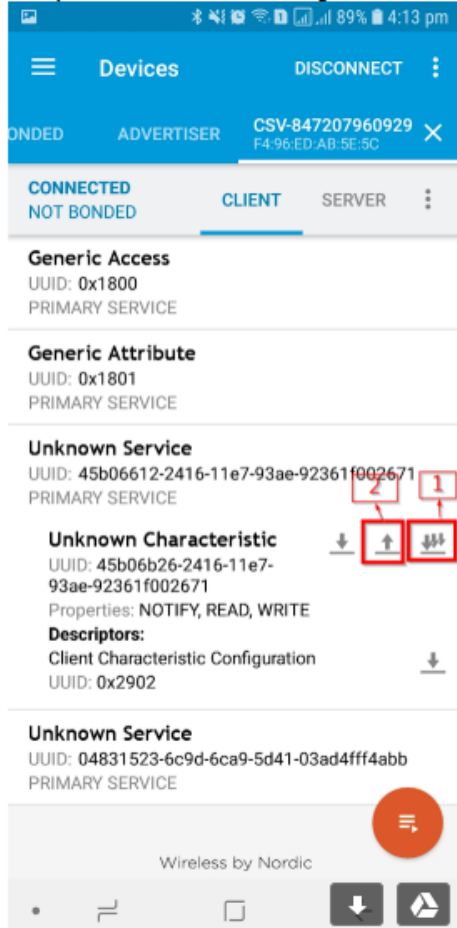 89% 4:13 pm
Devices DISCONNECT
ONDED ADVERTISER CSV-847207960929
F4:96:ED:AB:5E:5C
CONNECTED
NOT BONDED CLIENT SERVER
Generic Access
UUID: 0x1800
PRIMARY SERVICE
Generic Attribute
UUID: 0x1801
PRIMARY SERVICE
Unknown Service
UUID: 45b06612-2416-11e7-93ae-92361f002671
PRIMARY SERVICE
2 1
Unknown Characteristic
UUID: 45b06b26-2416-11e7-
93ae-92361f002671
Properties: NOTIFY, READ, WRITE
Descriptors:
Client Characteristic Configuration
UUID: 0x2902
Unknown Service
UUID: 04831523-6c9d-6ca9-5d41-03ad4fff4abb
PRIMARY SERVICE
Wireless by Nordic